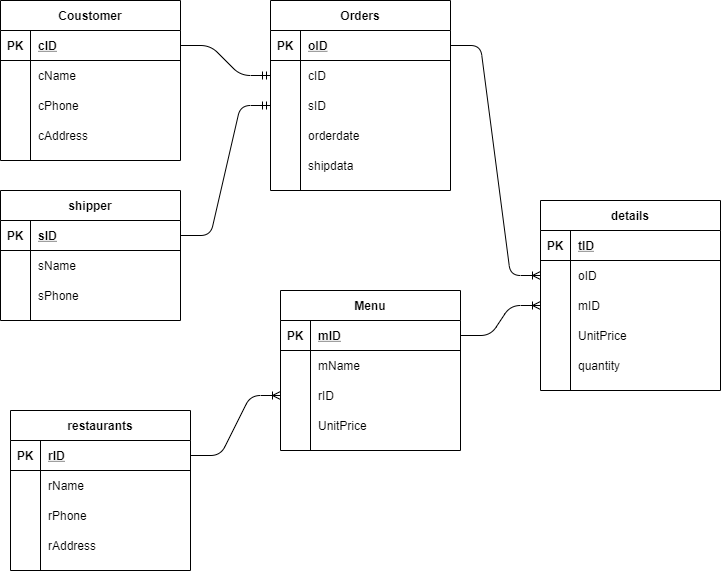 Coustomer
PK cID
cName
cPhone
cAddress
Orders
PK oID
cID
sID
orderdate
shipdata
shipper
PK sID
sName
sPhone
details
PK tID
oID
mID
UnitPrice
quantity
Menu
PK mID
mName
rID
UnitPrice
restaurants
PK rID
rName
rPhone
rAddress